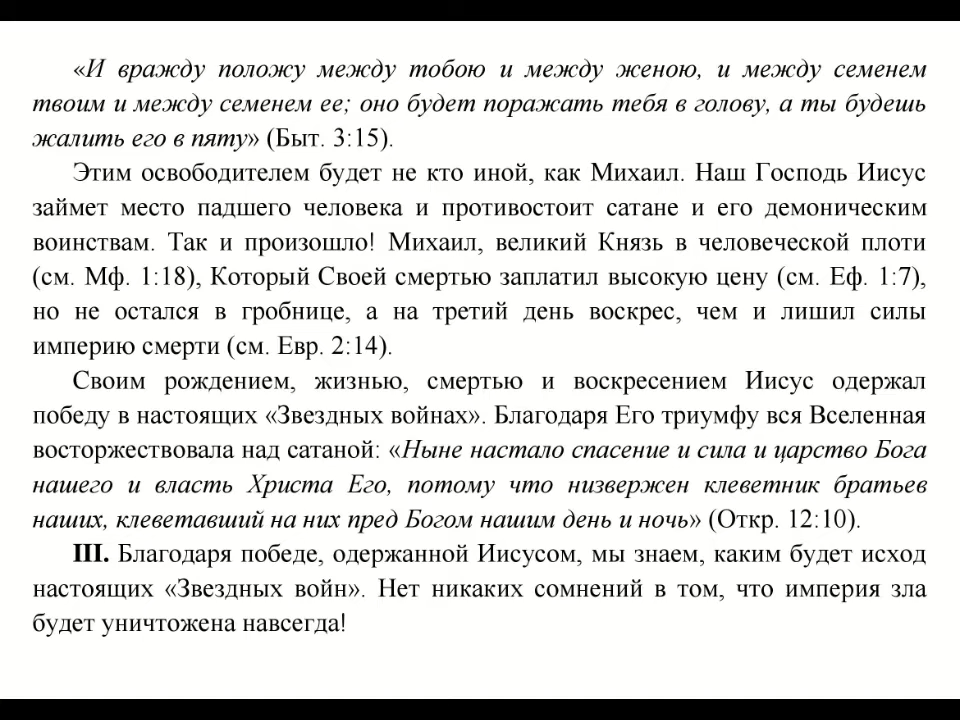 «И вражду положу между тобою и между женою, и между семенем
твоим и между семенем ее; оно будет поражать тебя в голову, а ты будешь
жалить его в пяту» (Быт. 3:15).
Этим освободителем будет не кто иной, как Михаил. Наш Господь Иисус
займет место падшего человека и противостоит сатане и его демоническим
воинствам. Так и произошло! Михаил, великий Князь в человеческой плоти
(см. Мф. 1:18), Который Своей смертью заплатил высокую цену (см. Еф. 1:7),
но не остался в гробнице, а на третий день воскрес, чем и лишил силы
империю смерти (см. Евр. 2:14).
Своим рождением, жизнью, смертью и воскресением Иисус одержал
победу в настоящих «Звездных войнах». Благодаря Его триумфу вся Вселенная
восторжествовала над сатаной: «Ныне настало спасение и сила и царство Бога
нашего и власть Христа Его, потому что низвержен клеветник братьев
наших, клеветавший на них пред Богом нашим день и ночь» (Откр. 12:10).
III. Благодаря победе, одержанной Иисусом, мы знаем, каким будет исход
настоящих «Звездных войн». Нет никаких сомнений в том, что империя зла
будет уничтожена навсегда!